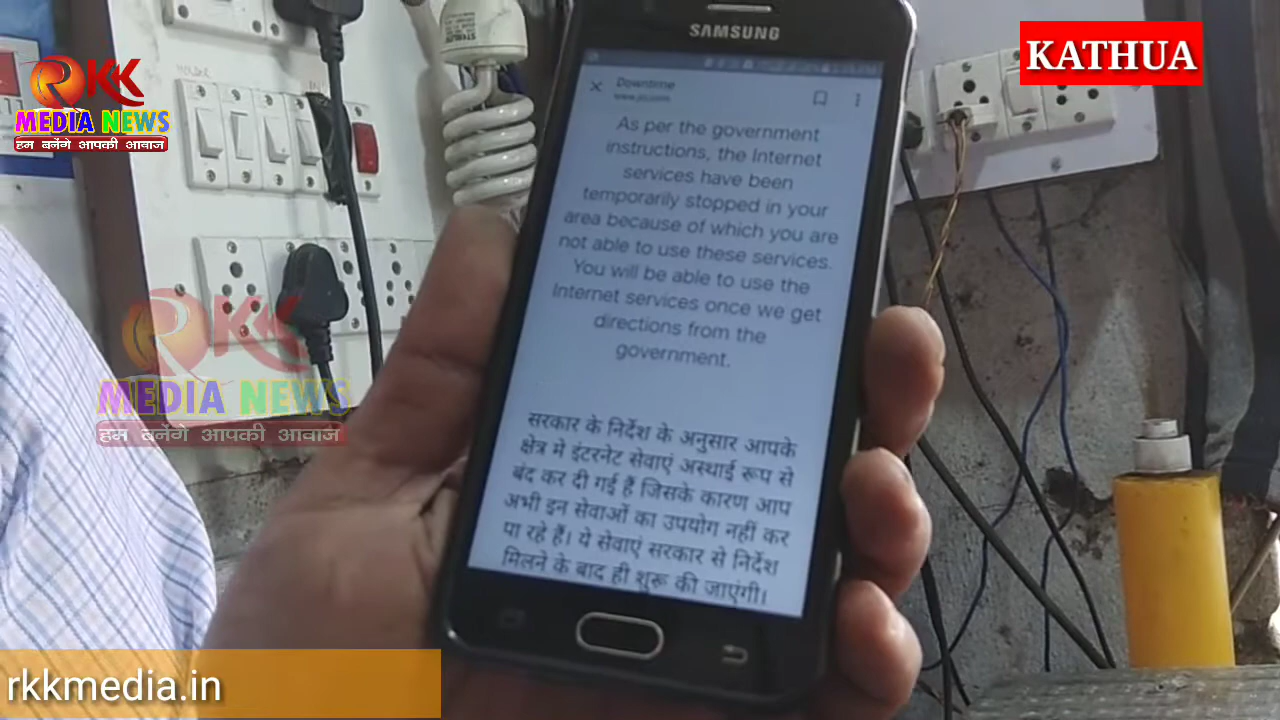 SAMSUNG
KATHUA
RKK
MEDIA NEWS
हम बनेंगे आपकी आवाज
Downtime
As per the government
instructions, the Internet
services have been
temporarily stopped in your
area because of which you are
not able to use these services.
You will be able to use the
Internet services once we get
directions from the
government.
सरकार के निर्देश के अनुसार आपके
क्षेत्र मे इंटरनेट सेवाएं अस्थाई रूप से
बंद कर दी गई हैं जिसके कारण आप
अभी इन सेवाओं का उपयोग नहीं कर
पा रहे हैं। ये सेवाएं सरकार से निर्देश
मिलने के बाद ही शुरू की जाएंगी।
RKK
MEDIA NEWS
हम बनेंगे आपकी आवाज
rkkmedia.in